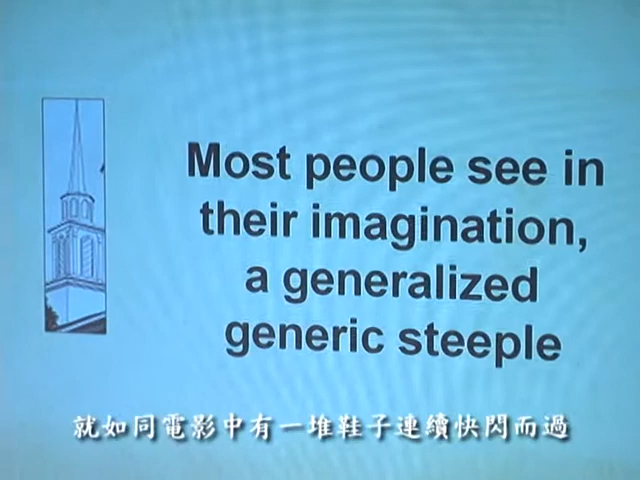 Most people see in
their imagination,
a generalized
generic steeple
就如同電影中有一堆鞋子連續快閃而過